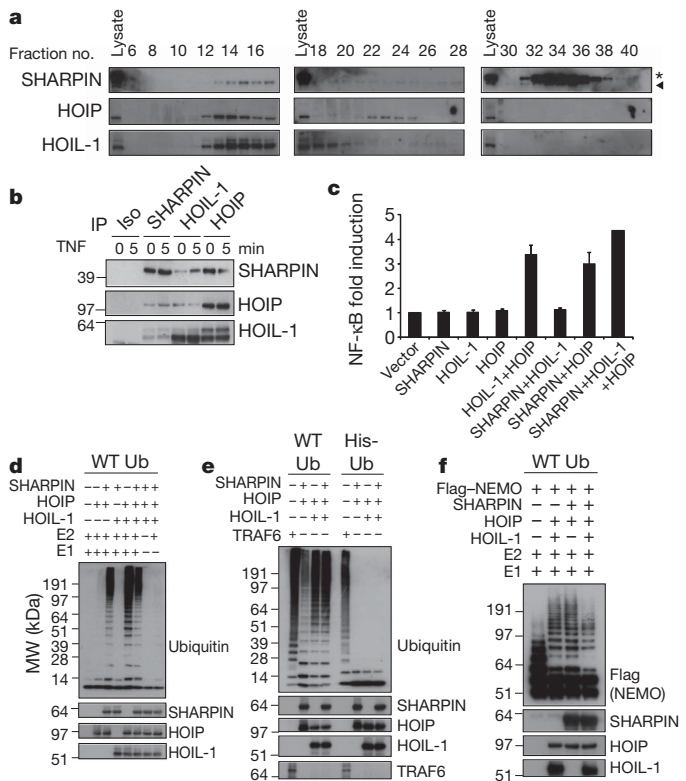 a
Fraction no. Lysate 6 8 10 12 14 16 Lysate 18 20 22 24 26 28 Lysate 30 32 34 36 38 40
SHARPIN *
HOIP
HOIL-1
b
IP Iso SHARPIN HOIL-1 HOIP
TNF 0 5 0 5 0 5 0 5 min
39 SHARPIN
97 HOIP
64 HOIL-1
c
NF-κB fold induction
5
4
3
2
1
0
Vector
SHARPIN
HOIL-1
HOIP
HOIL-1+HOIP
SHARPIN+HOIL-1
SHARPIN+HOIP
SHARPIN+HOIL-1
+HOIP
d
WT Ub
SHARPIN
HOIP
HOIL-1
E2
E1
MW (kDa)
191
97
64
51
39
28
14
Ubiquitin
64 SHARPIN
97 HOIP
51 HOIL-1
e
WT His-
Ub Ub
SHARPIN - + - + - + - +
HOIP
HOIL-1
TRAF6
191
97
64
51
39
28
14
Ubiquitin
64 SHARPIN
97 HOIP
51 HOIL-1
64 TRAF6
f
WT Ub
Flag–NEMO + + + +
SHARPIN - - + +
HOIP - + + +
HOIL-1 - + - +
E2 + + + +
E1 + + + +
191
97
64
51
Flag
(NEMO)
64 SHARPIN
97 HOIP
51 HOIL-1